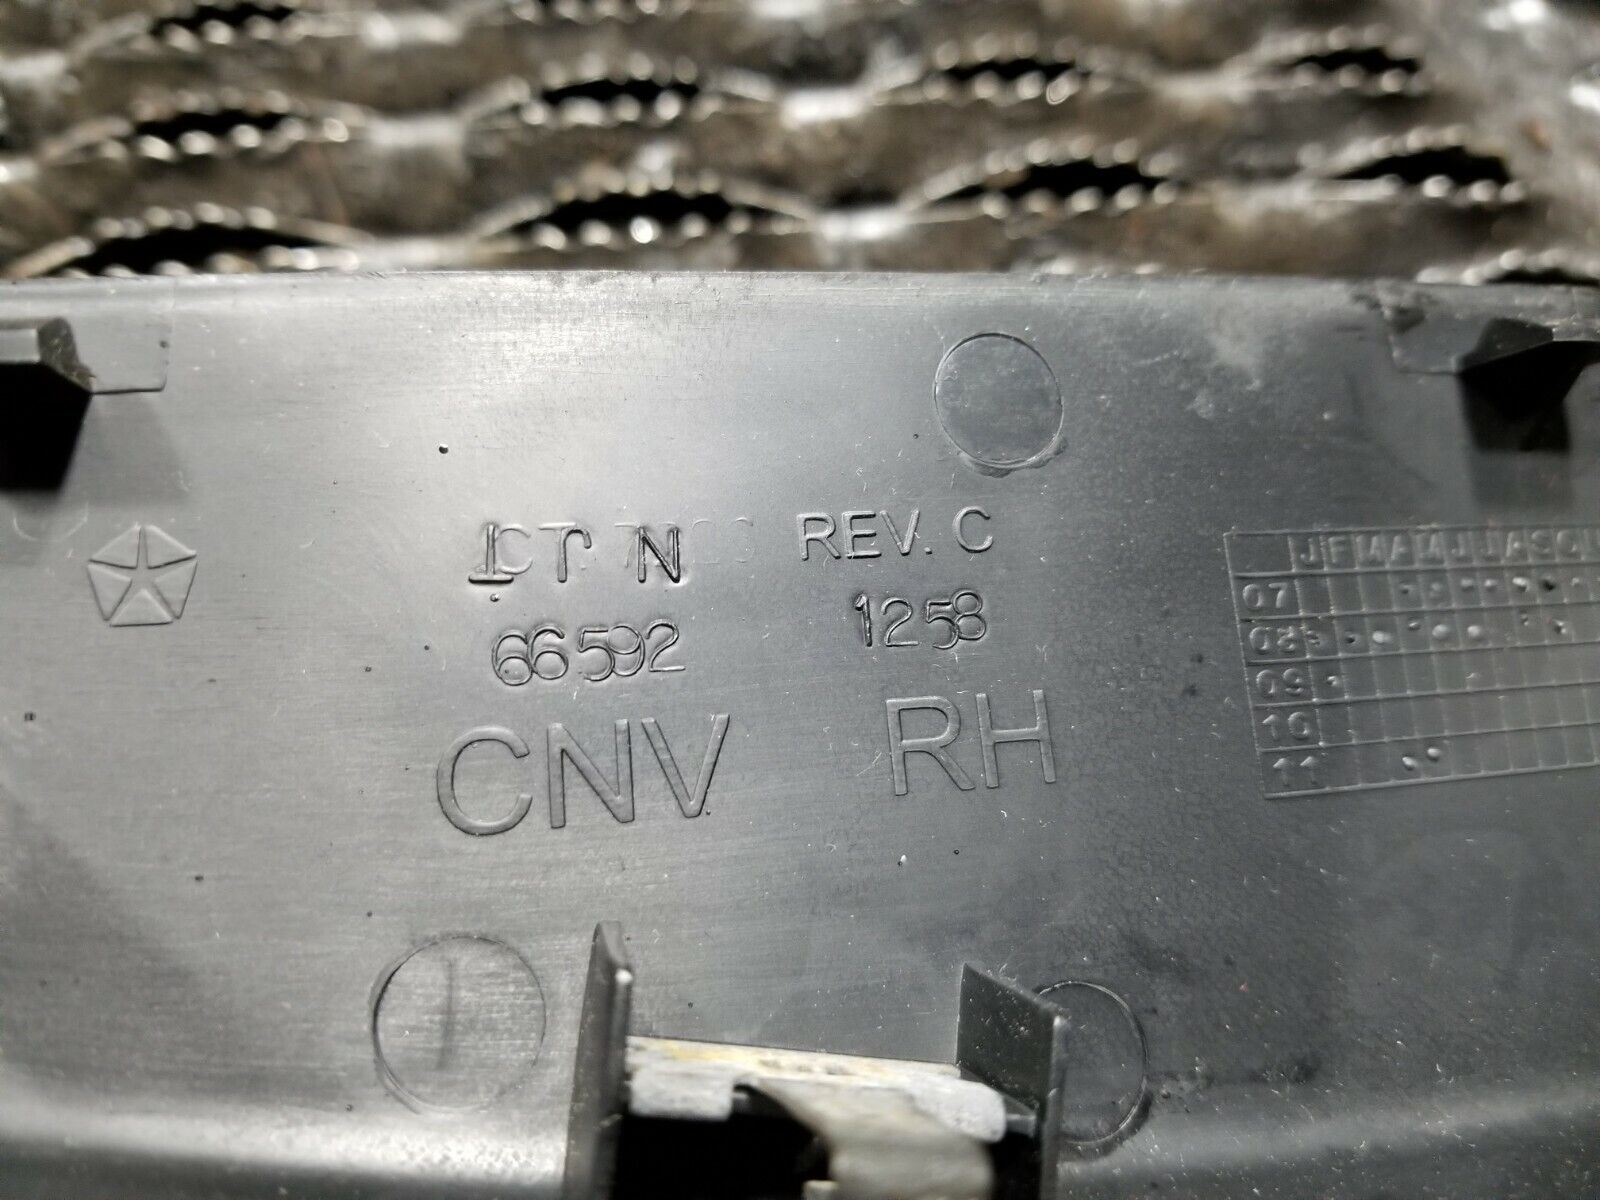 REV. C
66592 1258
CNV RH
J F M A M J J A S O N
07
08
09
10
11